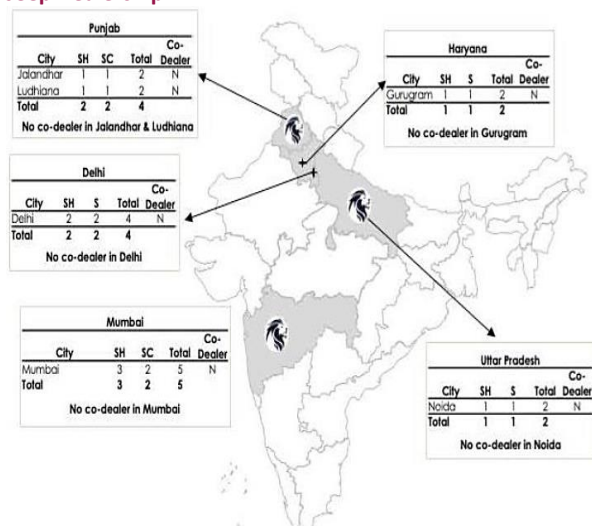 Punjab
City SH SC Total Co-Dealer
Jalandhar 1 1 2 N
Ludhiana 1 1 2 N
Total 2 2 4
No co-dealer in Jalandhar & Ludhiana
Haryana
City SH S Total Co-Dealer
Gurugram 1 1 2 N
Total 1 1 2
No co-dealer in Gurugram
Delhi
City SH S Total Co-Dealer
Delhi 2 2 4 N
Total 2 2 4
No co-dealer in Delhi
Mumbai
City SH SC Total Co-Dealer
Mumbai 3 2 5 N
Total 3 2 5
No co-dealer in Mumbai
Uttar Pradesh
City SH S Total Co-Dealer
Noida 1 1 2 N
Total 1 1 2
No co-dealer in Noida